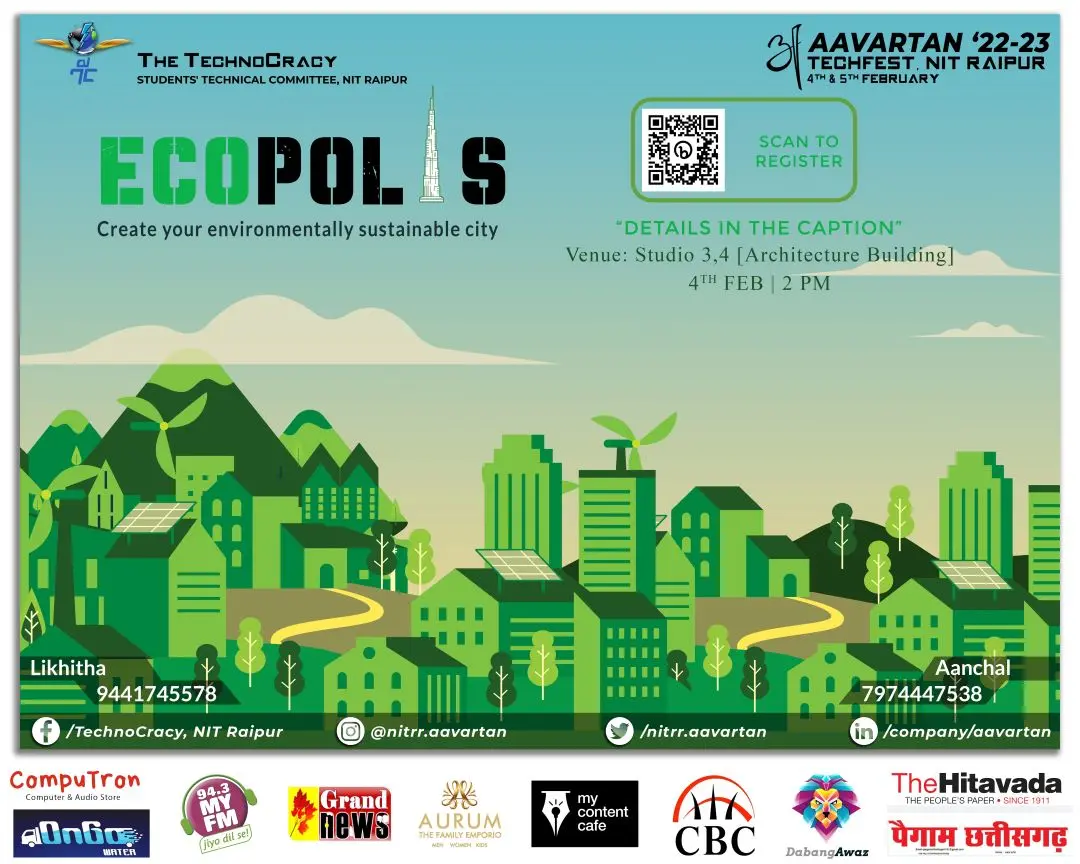 THE TECHNOCRACY
STUDENTS' TECHNICAL COMMITTEE, NIT RAIPUR
AAVARTAN ‘22-23
TECHFEST, NIT RAIPUR
4TH & 5TH FEBRUARY
ECOPOLIS
Create your environmentally sustainable city
SCAN TO
REGISTER
“DETAILS IN THE CAPTION”
Venue: Studio 3,4 [Architecture Building]
4TH FEB | 2 PM
Likhitha
9441745578
Aanchal
7974447538
/TechnoCracy, NIT Raipur
@nitrr.aavartan
/nitrr.aavartan
in /company/aavartan
CompuTron
Computer & Audio Store
OnGo
WATER
94.3
MY
FM
jiyo dil se!
Grand
news
AURUM
THE FAMILY EMPORIO
MEN WOMEN KIDS
my
content
cafe
CBC
DabangAwaz
TheHitavada
THE PEOPLE'S PAPER • SINCE 1911
पैगाम छत्तीसगढ़